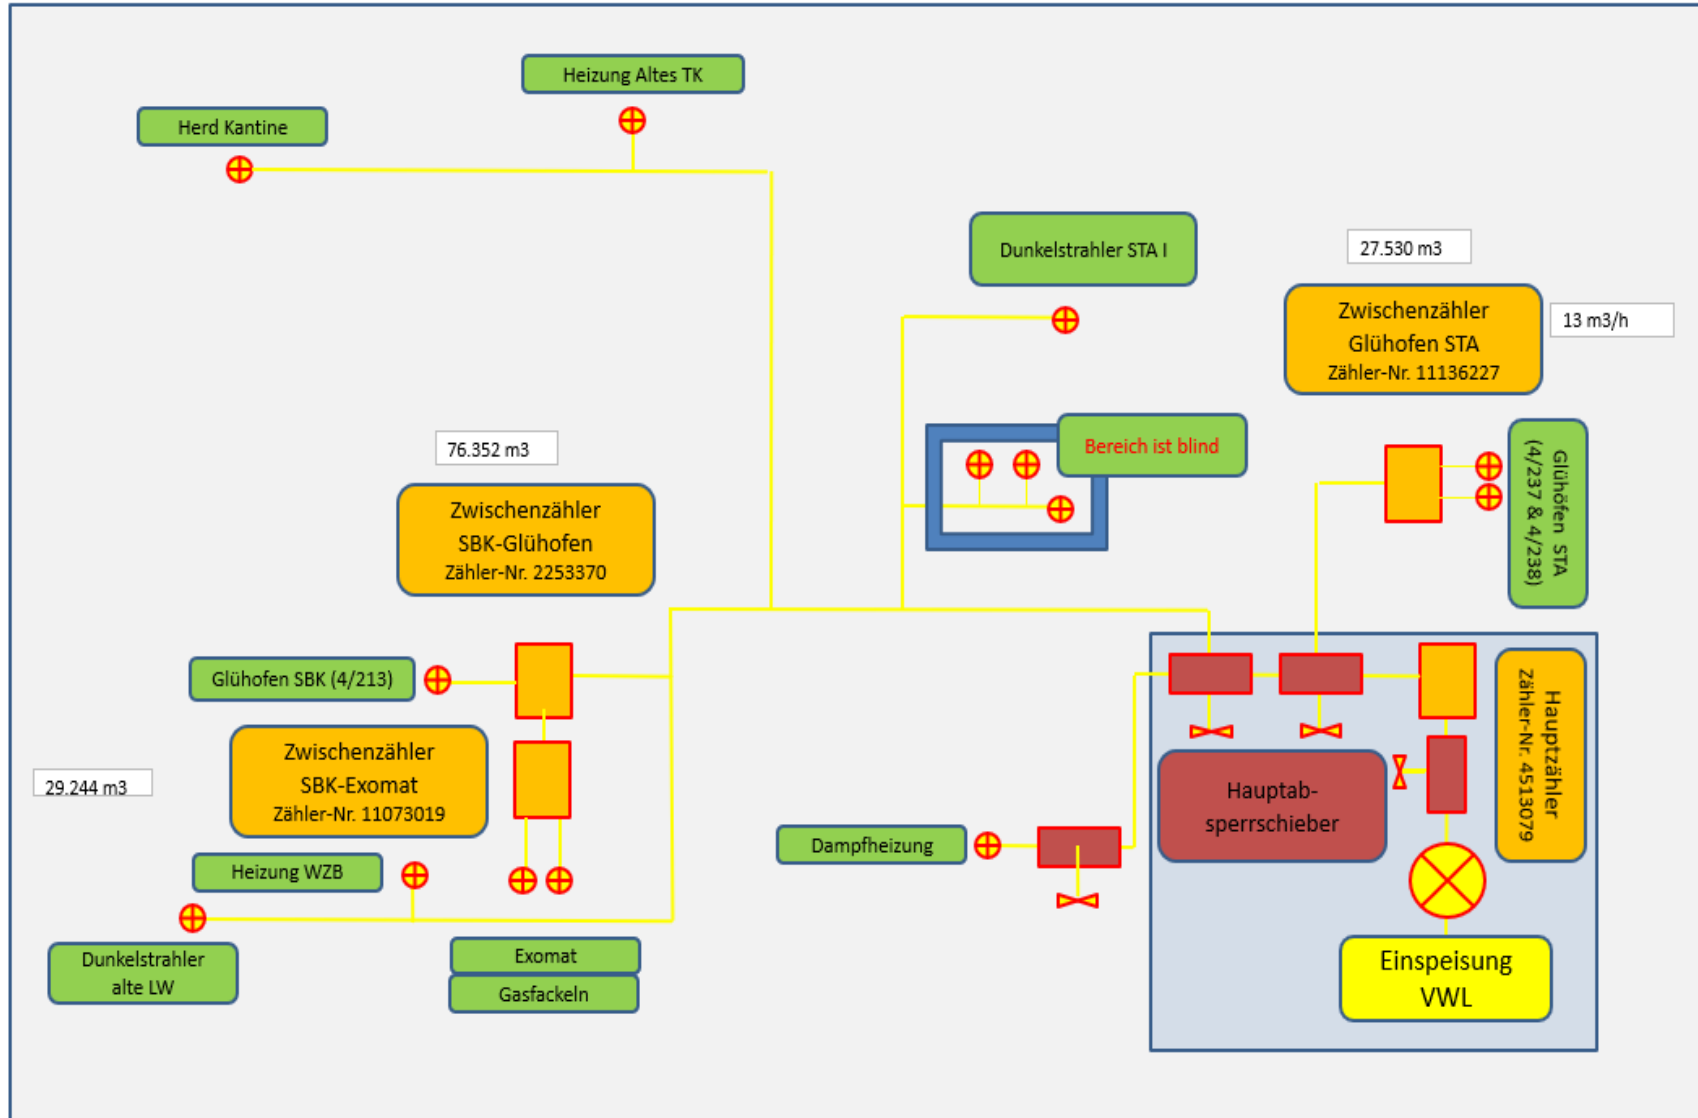 Heizung Altes TK
Herd Kantine
Dunkelstrahler STA I
27.530 m3
Zwischenzähler
Glühofen STA
Zähler-Nr. 11136227
13 m3/h
Bereich ist blind
Glühöfen STA
(4/237 & 4/238)
76.352 m3
Zwischenzähler
SBK-Glühofen
Zähler-Nr. 2253370
Glühofen SBK (4/213)
Zwischenzähler
SBK-Exomat
Zähler-Nr. 11073019
29.244 m3
Hauptzähler
Zähler-Nr. 4513079
Hauptab-
sperrschieber
Dampfheizung
Heizung WZB
Dunkelstrahler
alte LW
Exomat
Gasfackeln
Einspeisung
VWL